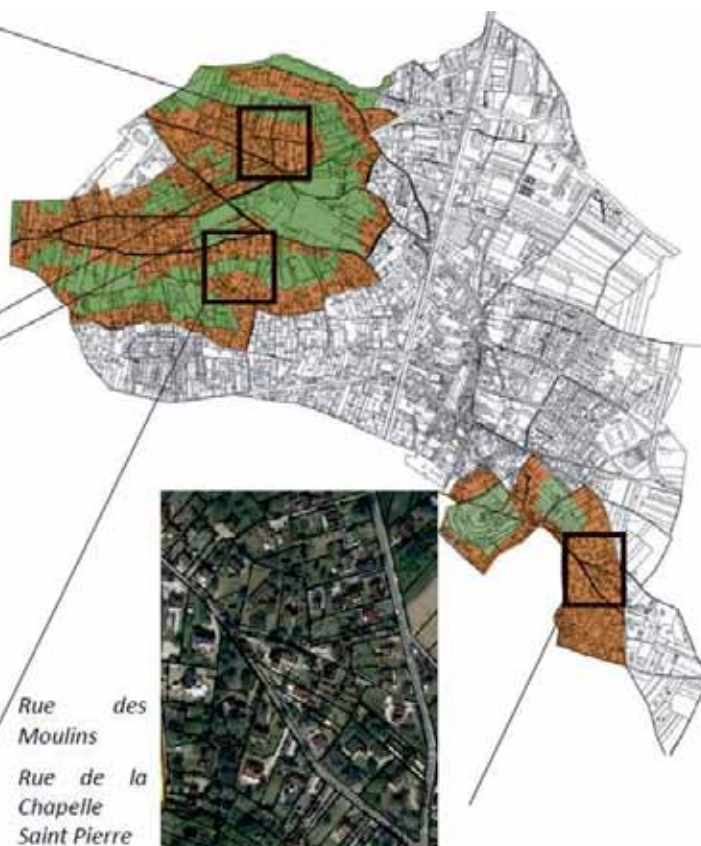 Rue des
Moulins
Rue de la
Chapelle
Saint Pierre